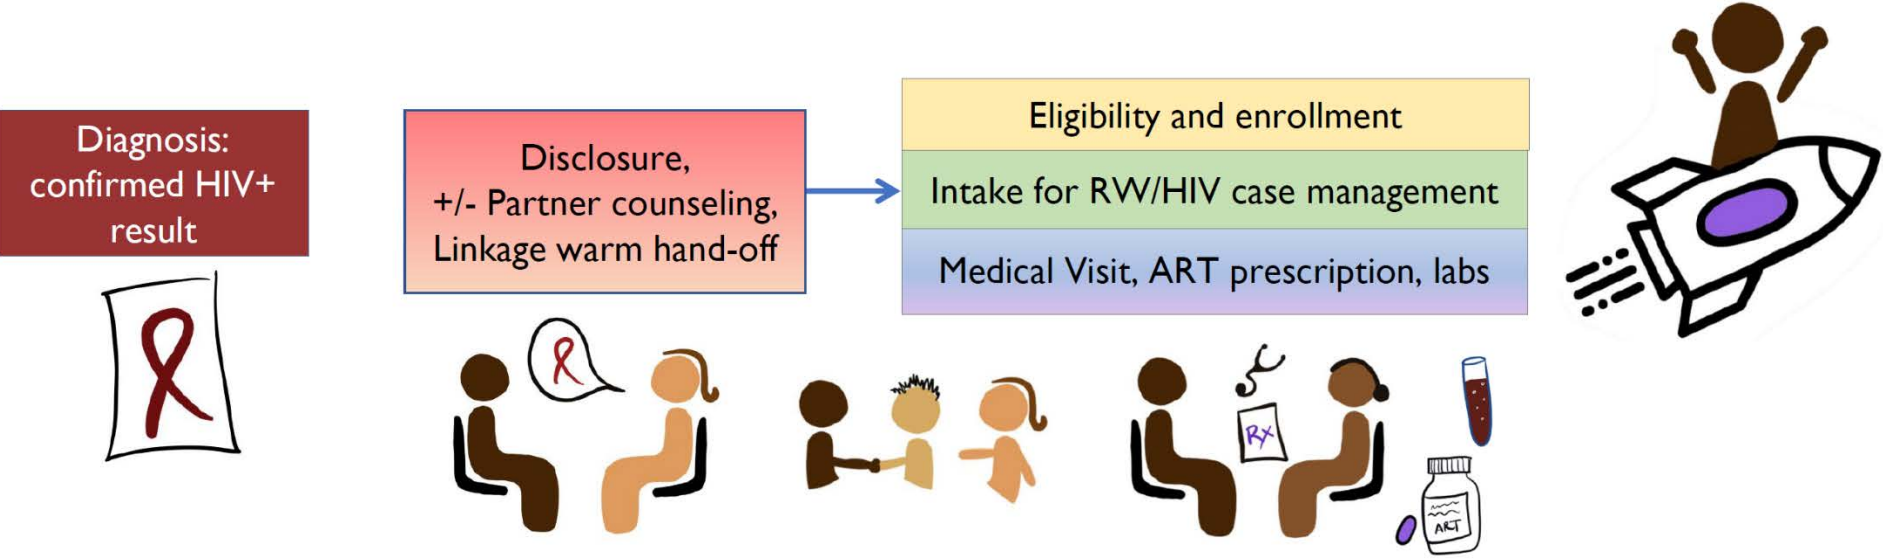 Diagnosis:
confirmed HIV+
result
Disclosure,
+/- Partner counseling,
Linkage warm hand-off
Eligibility and enrollment
Intake for RW/HIV case management
Medical Visit, ART prescription, labs
Rx
ART